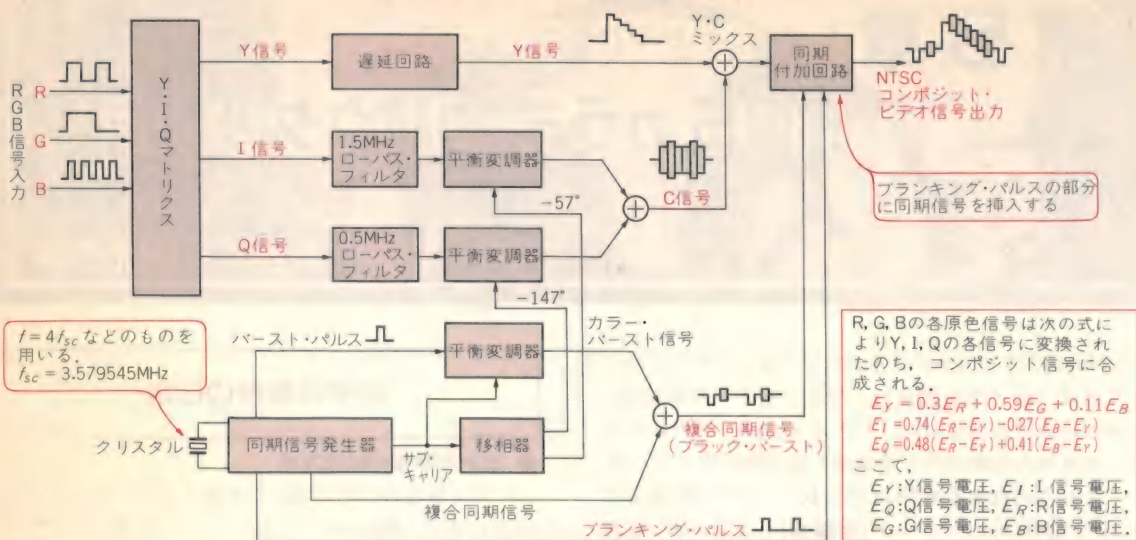 RGB信号入力
R
G
B
Y・I・Qマトリクス
Y信号
遅延回路
Y信号
Y・C
ミックス
同期
付加回路
NTSC
コンポジット・
ビデオ信号出力
ブランキング・パルスの部分
に同期信号を挿入する
I信号
1.5MHz
ローパス・
フィルタ
平衡変調器
-57°
C信号
Q信号
0.5MHz
ローパス・
フィルタ
平衡変調器
-147°
f=4fscなどのものを
用いる.
fsc=3.579545MHz
クリスタル
バースト・パルス
平衡変調器
カラー・
バースト信号
同期信号発生器
サブ・
キャリア
移相器
複合同期信号
(ブラック・バースト)
複合同期信号
ブランキング・パルス
R, G, Bの各原色信号は次の式に
よりY, I, Qの各信号に変換され
たのち, コンポジット信号に合
成される.
EY=0.3ER+0.59EG+0.11EB
EI=0.74(ER-EY)-0.27(EB-EY)
EQ=0.48(ER-EY)+0.41(EB-EY)
ここで,
EY:Y信号電圧, EI:I信号電圧,
EQ:Q信号電圧, ER:R信号電圧,
EG:G信号電圧, EB:B信号電圧.